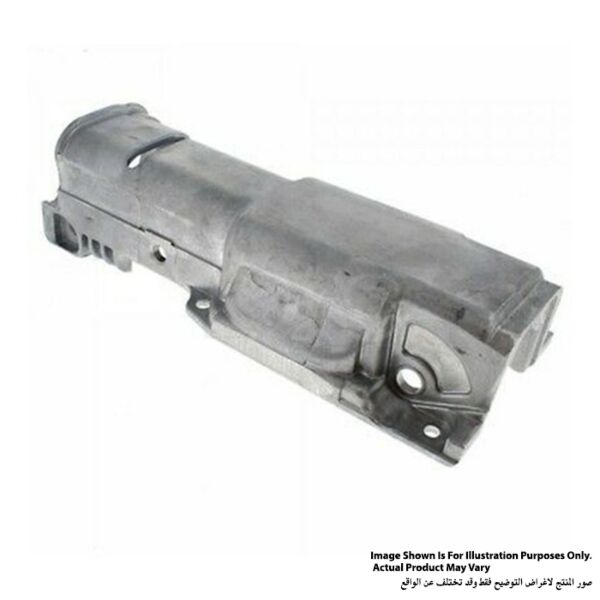 Image Shown Is For Illustration Purposes Only.
Actual Product May Vary
صور المنتج لاغراض التوضيح فقط وقد تختلف عن الواقع